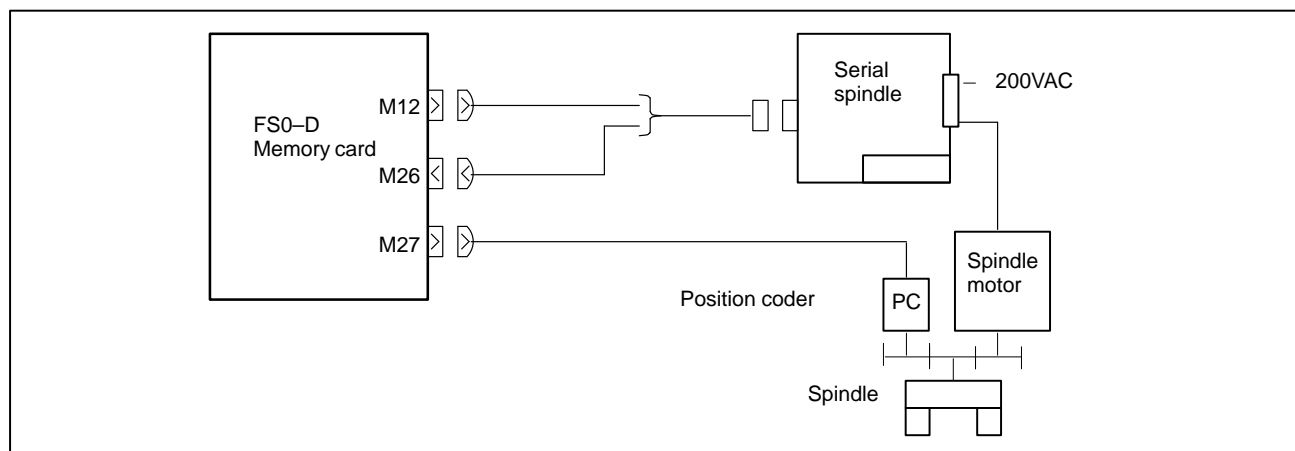 Serial
spindle
200VAC
M12
FS0–D
Memory card
M26
M27
Spindle
motor
Position coder
PC
Spindle